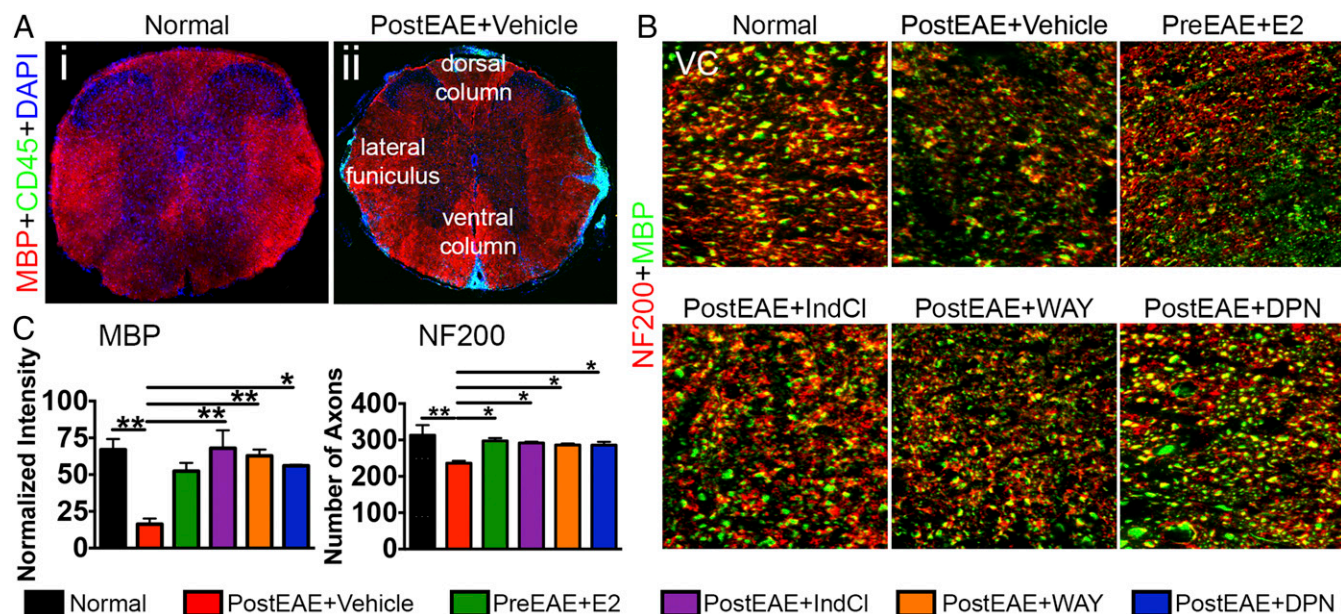 A
Normal
PostEAE+Vehicle
MBP+CD45+DAPI
i
ii
dorsal
column
lateral
funiculus
ventral
column
B
Normal
PostEAE+Vehicle
PreEAE+E2
NF200+MBP
VC
PostEAE+IndCl
PostEAE+WAY
PreEAE+DPN
C
MBP
Normalized Intensity
100
75
50
25
0
**
**
**
*
NF200
Number of Axons
400
300
200
100
0
**
*
*
*
*
Normal
PostEAE+Vehicle
PreEAE+E2
PostEAE+IndCl
PostEAE+WAY
PostEAE+DPN